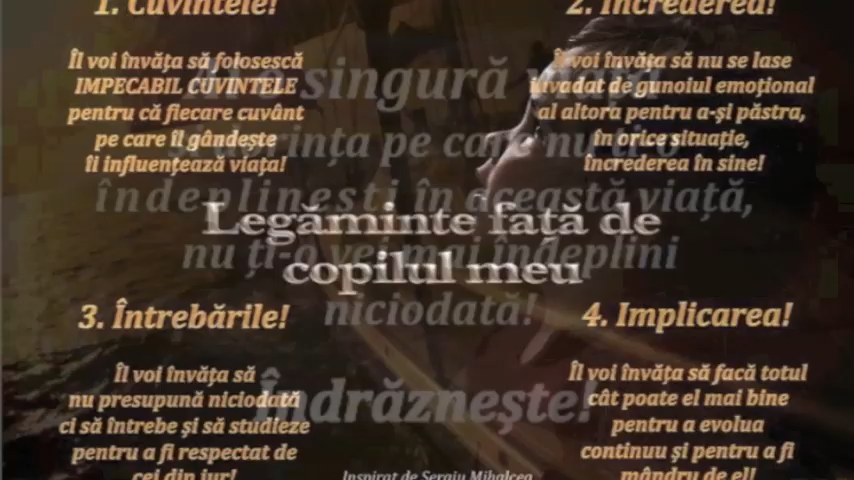 1. Cuvintele!
Îl voi învăța să folosescă
IMPECABIL CUVINTELE
pentru că fiecare cuvânt
pe care îl gândește
îi influențează viața!
2. Încrederea!
Îl voi învăța să nu se lase
invadat de gunoiul emoțional
al altora pentru a-și păstra,
în orice situație,
încrederea în sine!
Legăminte față de
copilul meu
3. Întrebările!
Îl voi învăța să
nu presupună niciodată
ci să întrebe și să studieze
pentru a fi respectat de
cei din jur!
4. Implicarea!
Îl voi învăța să facă totul
cât poate el mai bine
pentru a evolua
continuu și pentru a fi
mândru de el!
singură viață
pe care nu ți-o
îndeplinești în această viață,
nu ți-o vei mai îndeplini
niciodată!
Îndrăznește!
Inspirat de Sergiu Mihalcea